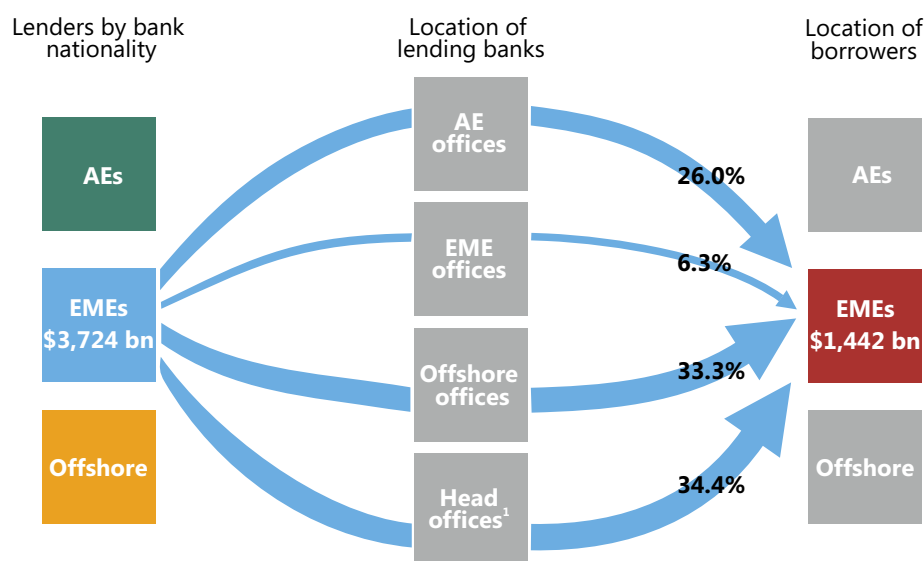 Lenders by bank
nationality
Location of
lending banks
Location of
borrowers
AEs
EMEs
$3,724 bn
Offshore
AE
offices
EME
offices
Offshore
offices
Head
offices¹
26.0%
6.3%
33.3%
34.4%
AEs
EMEs
$1,442 bn
Offshore